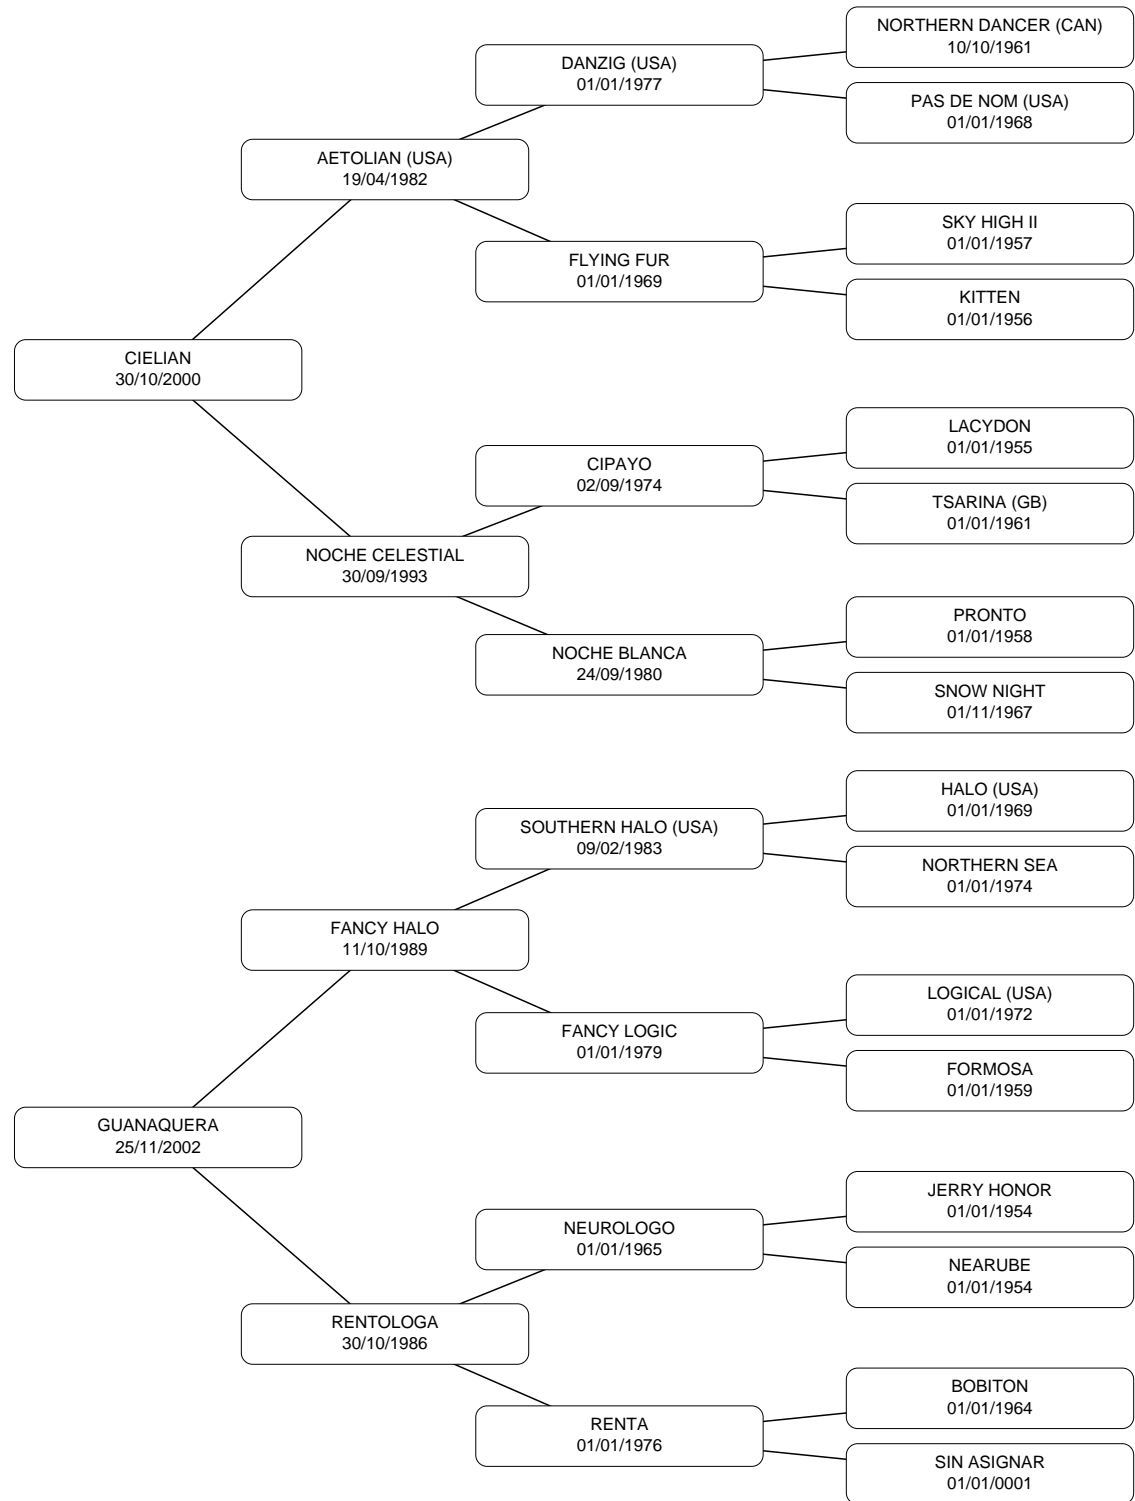 NORTHERN DANCER (CAN)
10/10/1961
DANZIG (USA)
01/01/1977
PAS DE NOM (USA)
01/01/1968
AETOLIAN (USA)
19/04/1982
SKY HIGH II
01/01/1957
FLYING FUR
01/01/1969
KITTEN
01/01/1956
CIELIAN
30/10/2000
LACYDON
01/01/1955
CIPAYO
02/09/1974
TSARINA (GB)
01/01/1961
NOCHE CELESTIAL
30/09/1993
PRONTO
01/01/1958
NOCHE BLANCA
24/09/1980
SNOW NIGHT
01/11/1967
HALO (USA)
01/01/1969
SOUTHERN HALO (USA)
09/02/1983
NORTHERN SEA
01/01/1974
FANCY HALO
11/10/1989
LOGICAL (USA)
01/01/1972
FANCY LOGIC
01/01/1979
FORMOSA
01/01/1959
GUANAQUERA
25/11/2002
JERRY HONOR
01/01/1954
NEUROLOGO
01/01/1965
NEARUBE
01/01/1954
RENTOLOGA
30/10/1986
BOBITON
01/01/1964
RENTA
01/01/1976
SIN ASIGNAR
01/01/0001